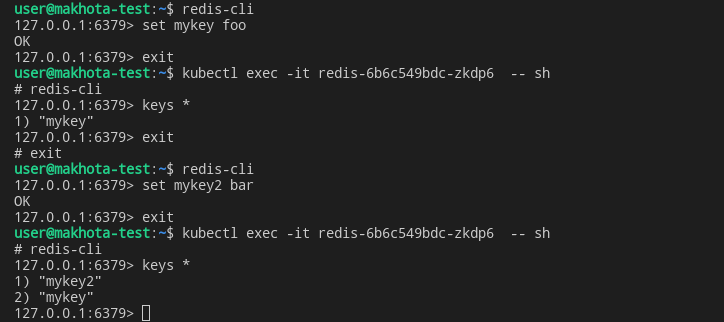 user@makhota-test:~$ redis-cli
127.0.0.1:6379> set mykey foo
OK
127.0.0.1:6379> exit
user@makhota-test:~$ kubectl exec -it redis-6b6c549bdc-zkdp6  -- sh
# redis-cli
127.0.0.1:6379> keys *
1) "mykey"
127.0.0.1:6379> exit
# exit
user@makhota-test:~$ redis-cli
127.0.0.1:6379> set mykey2 bar
OK
127.0.0.1:6379> exit
user@makhota-test:~$ kubectl exec -it redis-6b6c549bdc-zkdp6  -- sh
# redis-cli
127.0.0.1:6379> keys *
1) "mykey2"
2) "mykey"
127.0.0.1:6379>